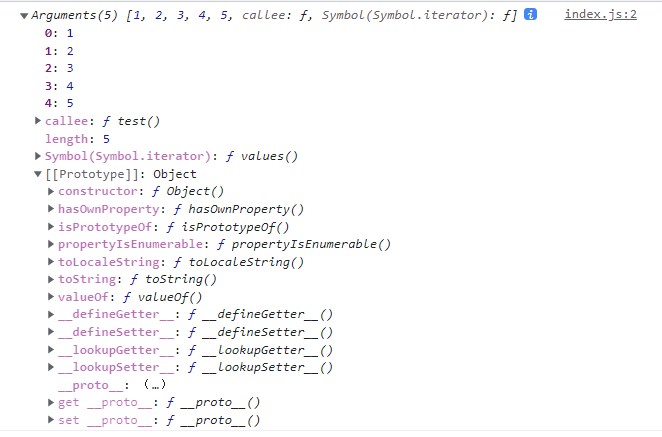 Arguments(5) [1, 2, 3, 4, 5, callee: ƒ, Symbol(Symbol.iterator): ƒ] i index.js:2
0: 1
1: 2
2: 3
3: 4
4: 5
callee: ƒ test()
length: 5
Symbol(Symbol.iterator): ƒ values()
[[Prototype]]: Object
constructor: ƒ Object()
hasOwnProperty: ƒ hasOwnProperty()
isPrototypeOf: ƒ isPrototypeOf()
propertyIsEnumerable: ƒ propertyIsEnumerable()
toLocaleString: ƒ toLocaleString()
toString: ƒ toString()
valueOf: ƒ valueOf()
__defineGetter__: ƒ __defineGetter__()
__defineSetter__: ƒ __defineSetter__()
__lookupGetter__: ƒ __lookupGetter__()
__lookupSetter__: ƒ __lookupSetter__()
__proto__: (…)
get __proto__: ƒ __proto__()
set __proto__: ƒ __proto__()